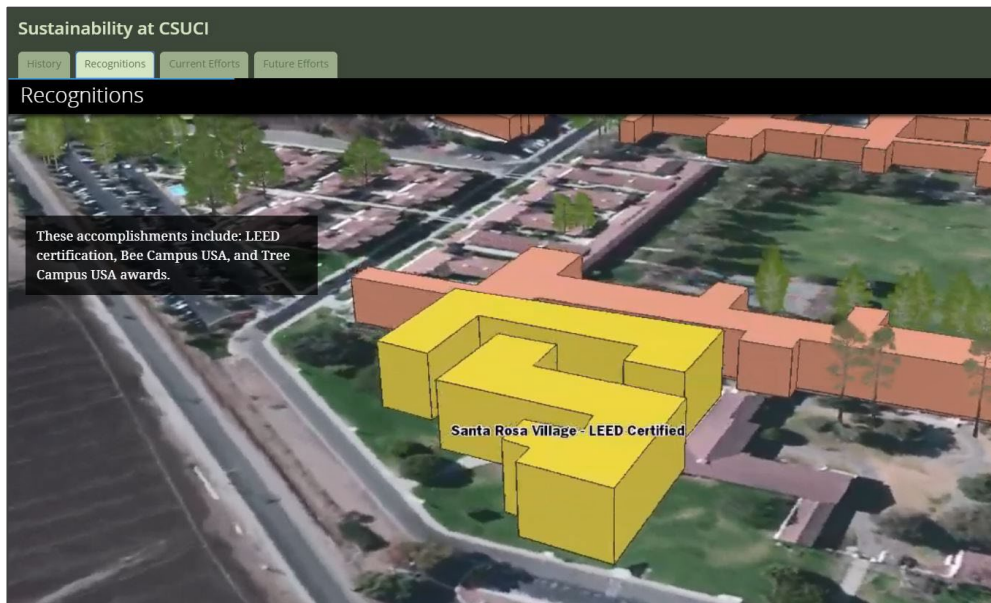 Sustainability at CSUCI
History Recognitions Current Efforts Future Efforts
Recognitions
These accomplishments include: LEED
certification, Bee Campus USA, and Tree
Campus USA awards.
Santa Rosa Village - LEED Certified